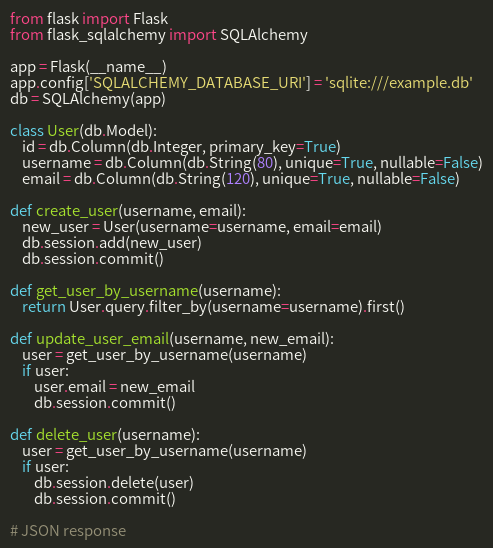 from flask import Flask
from flask_sqlalchemy import SQLAlchemy

app = Flask(__name__)
app.config['SQLALCHEMY_DATABASE_URI'] = 'sqlite:///example.db'
db = SQLAlchemy(app)

class User(db.Model):
    id = db.Column(db.Integer, primary_key=True)
    username = db.Column(db.String(80), unique=True, nullable=False)
    email = db.Column(db.String(120), unique=True, nullable=False)

def create_user(username, email):
    new_user = User(username=username, email=email)
    db.session.add(new_user)
    db.session.commit()

def get_user_by_username(username):
    return User.query.filter_by(username=username).first()

def update_user_email(username, new_email):
    user = get_user_by_username(username)
    if user:
        user.email = new_email
        db.session.commit()

def delete_user(username):
    user = get_user_by_username(username)
    if user:
        db.session.delete(user)
        db.session.commit()

# JSON response